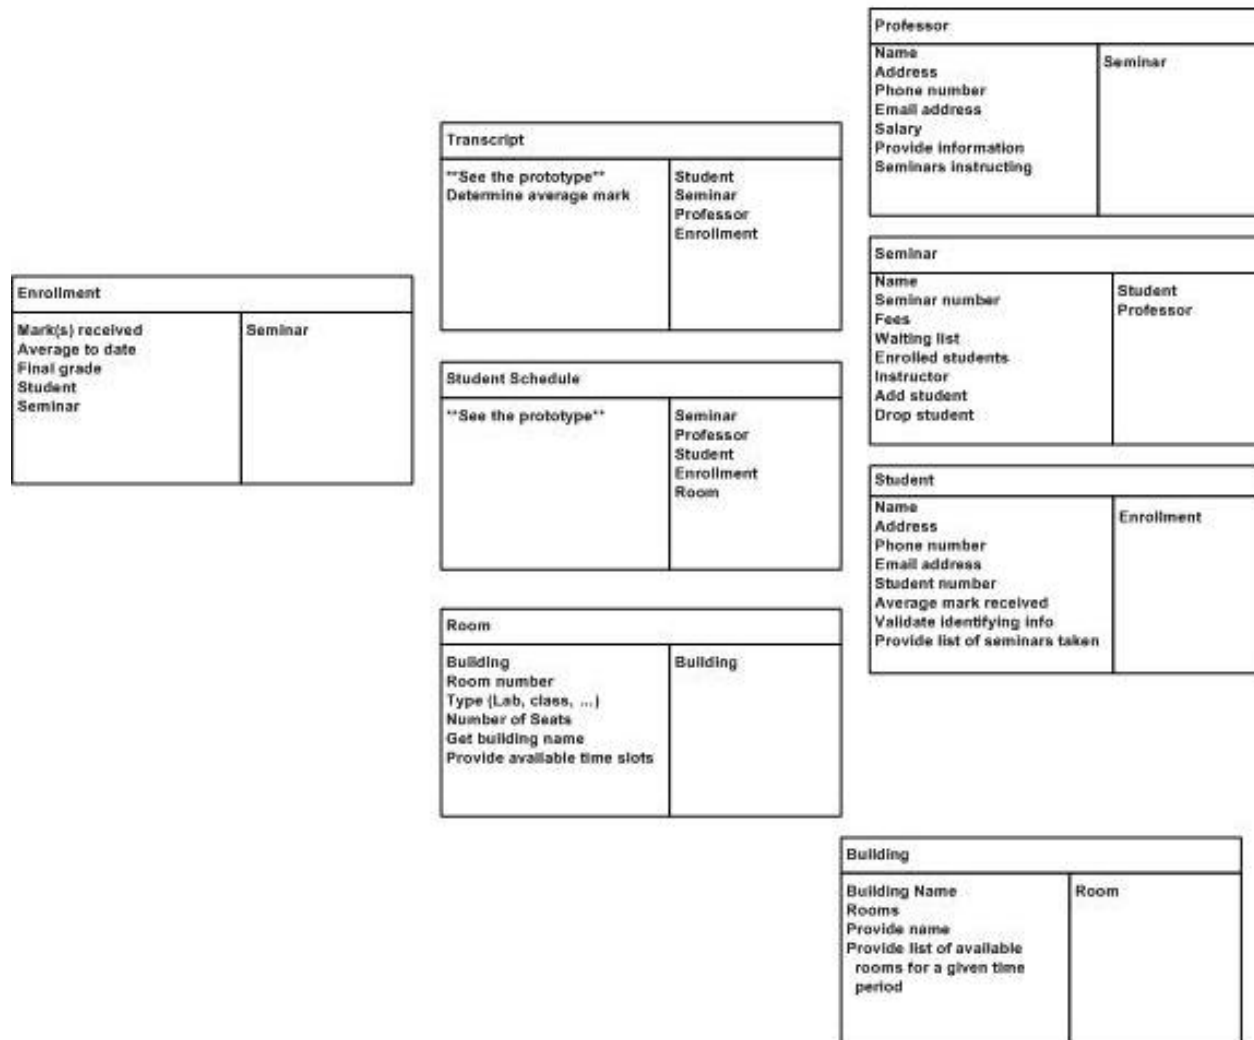 Professor
Name
Address
Phone number
Email address
Salary
Provide information
Seminars instructing
Seminar
Transcript
**See the prototype**
Determine average mark
Student
Seminar
Professor
Enrollment
Seminar
Name
Seminar number
Fees
Waiting list
Enrolled students
Instructor
Add student
Drop student
Student
Professor
Enrollment
Mark(s) received
Average to date
Final grade
Student
Seminar
Seminar
Student Schedule
**See the prototype**
Seminar
Professor
Student
Enrollment
Room
Student
Name
Address
Phone number
Email address
Student number
Average mark received
Validate identifying info
Provide list of seminars taken
Enrollment
Room
Building
Room number
Type (Lab, class, ...)
Number of Seats
Get building name
Provide available time slots
Building
Building
Building Name
Rooms
Provide name
Provide list of available
rooms for a given time
period
Room